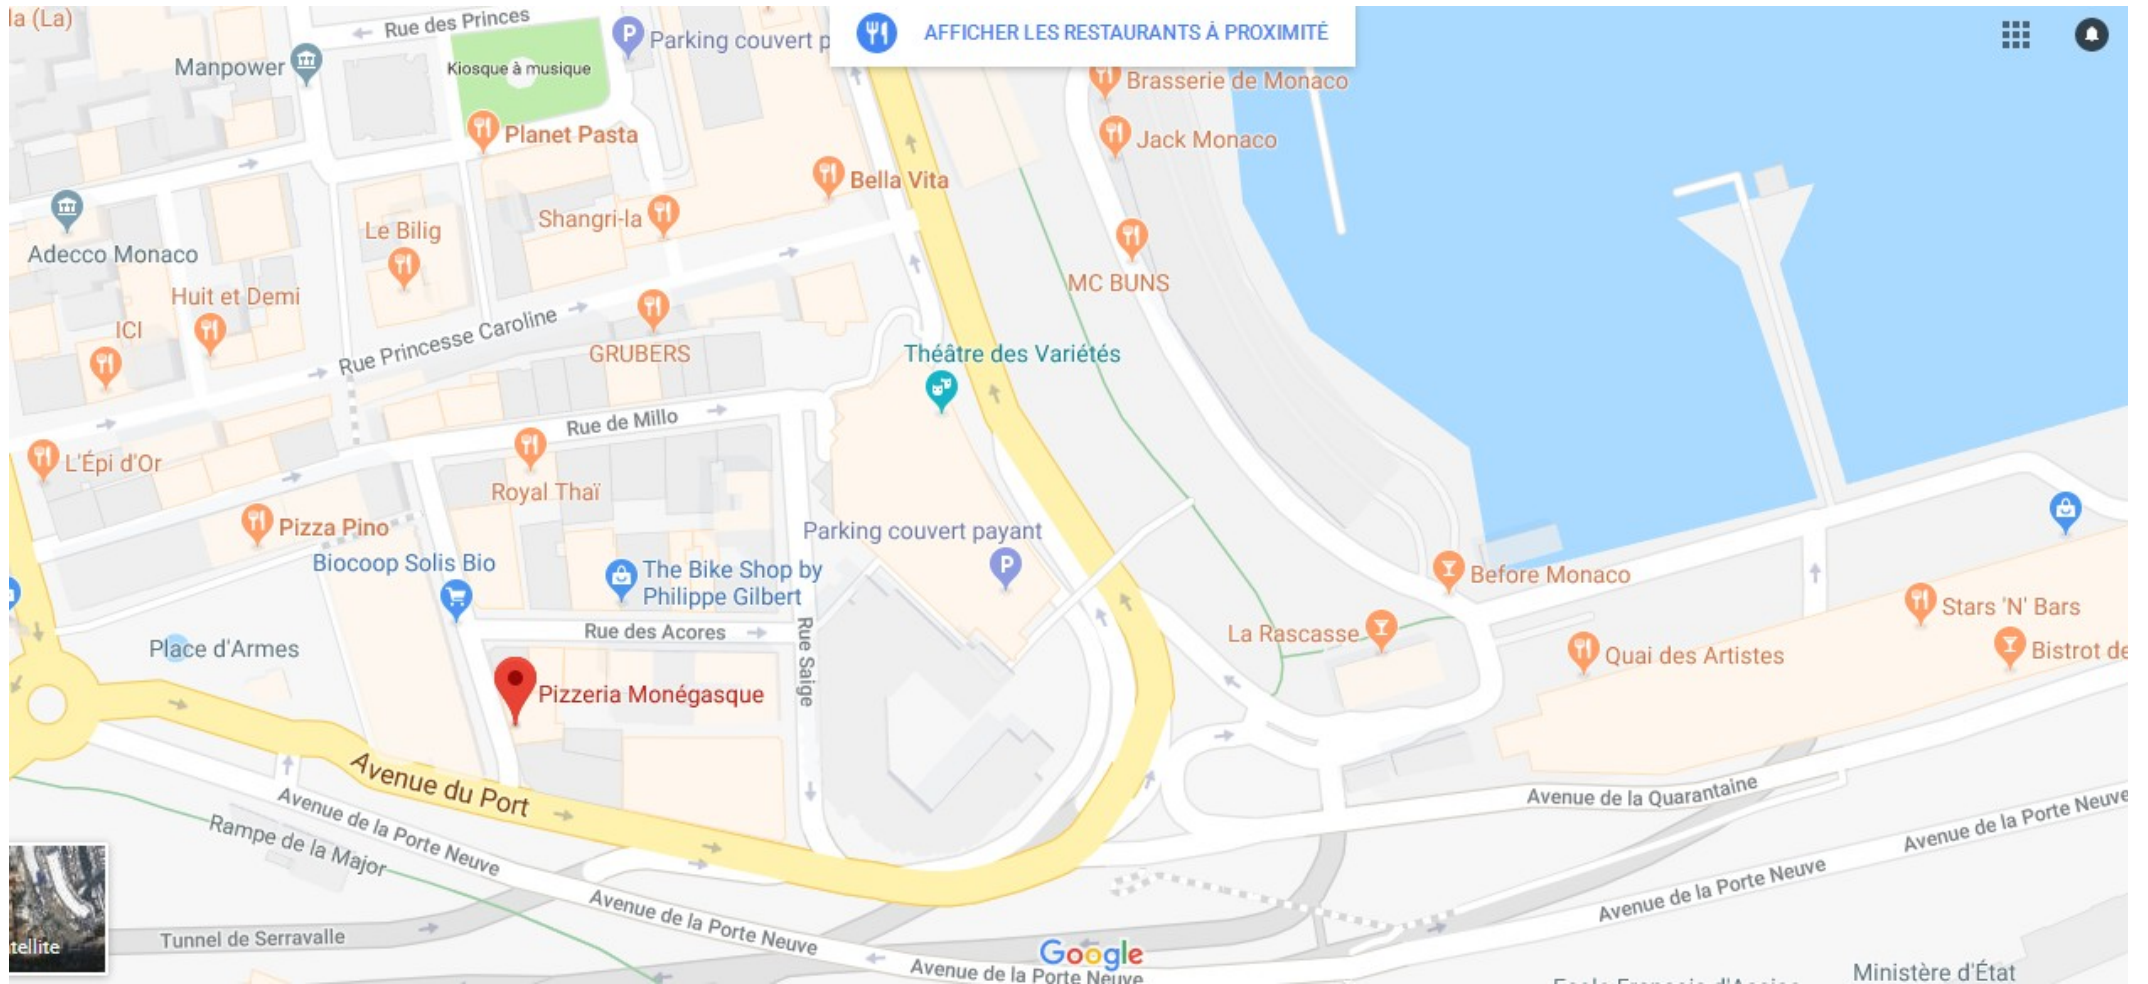 la (La)
Rue des Princes
Parking couvert p
AFFICHER LES RESTAURANTS À PROXIMITÉ
Manpower
Kiosque à musique
Brasserie de Monaco
Planet Pasta
Jack Monaco
Bella Vita
Shangri-la
Le Bilig
Adecco Monaco
MC BUNS
Huit et Demi
ICI
Rue Princesse Caroline
GRUBERS
Théâtre des Variétés
Rue de Millo
L'Épi d'Or
Royal Thaï
Pizza Pino
Parking couvert payant
P
P
Biocoop Solis Bio
The Bike Shop by
Philippe Gilbert
Before Monaco
Stars 'N' Bars
Rue des Acores
La Rascasse
Place d'Armes
Rue Saige
Quai des Artistes
Bistrot de
Pizzeria Monégasque
Avenue du Port
Avenue de la Quarantaine
Avenue de la Porte Neuve
Rampe de la Major
Avenue de la Porte Neuve
Avenue de la Porte Neuve
Avenue de la Porte Neuve
Tunnel de Serravalle
tellite
Google
Avenue de la Porte Neuve
Ministère d'État